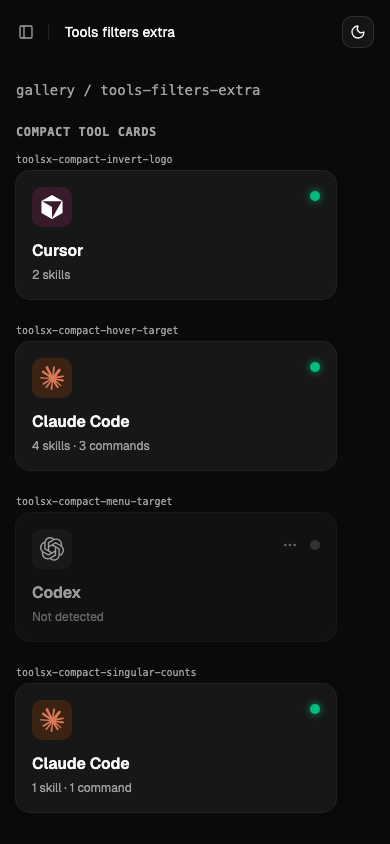 Tools filters extra
gallery / tools-filters-extra
COMPACT TOOL CARDS
toolsx-compact-invert-logo
Cursor
2 skills
toolsx-compact-hover-target
Claude Code
4 skills · 3 commands
toolsx-compact-menu-target
Codex
Not detected
toolsx-compact-singular-counts
Claude Code
1 skill · 1 command